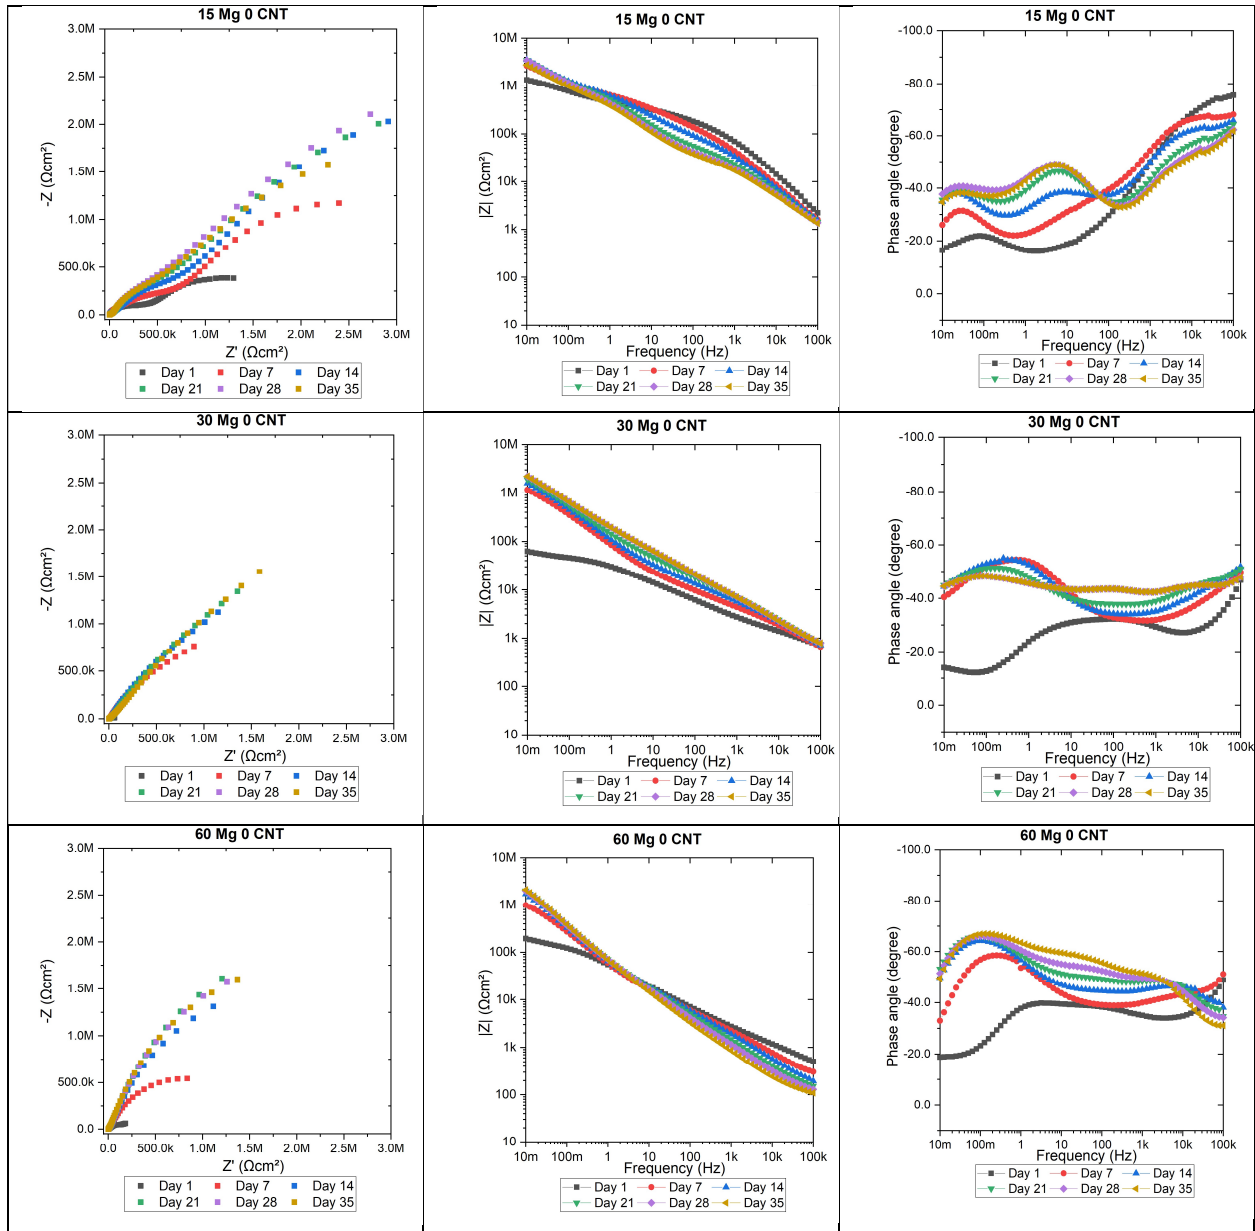 15 Mg 0 CNT
3.0M
2.5M
2.0M
1.5M
1.0M
500.0k
0.0
-Z (Ωcm²)
0.0 500.0k 1.0M 1.5M 2.0M 2.5M 3.0M
Z' (Ωcm²)
Day 1 Day 7 Day 14
Day 21 Day 28 Day 35
15 Mg 0 CNT
10M
1M
100k
10k
1k
100
10
|Z| (Ωcm²)
10m 100m 1 10 100 1k 10k 100k
Frequency (Hz)
Day 1 Day 7 Day 14
Day 21 Day 28 Day 35
15 Mg 0 CNT
-100.0
-80.0
-60.0
-40.0
-20.0
0.0
Phase angle (degree)
10m 100m 1 10 100 1k 10k 100k
Frequency (Hz)
Day 1 Day 7 Day 14
Day 21 Day 28 Day 35
30 Mg 0 CNT
3.0M
2.5M
2.0M
1.5M
1.0M
500.0k
0.0
-Z (Ωcm²)
0.0 500.0k 1.0M 1.5M 2.0M 2.5M 3.0M
Z' (Ωcm²)
Day 1 Day 7 Day 14
Day 21 Day 28 Day 35
30 Mg 0 CNT
10M
1M
100k
10k
1k
100
10
|Z| (Ωcm²)
10m 100m 1 10 100 1k 10k 100k
Frequency (Hz)
Day 1 Day 7 Day 14
Day 21 Day 28 Day 35
30 Mg 0 CNT
-100.0
-80.0
-60.0
-40.0
-20.0
0.0
Phase angle (degree)
10m 100m 1 10 100 1k 10k 100k
Frequency (Hz)
Day 1 Day 7 Day 14
Day 21 Day 28 Day 35
60 Mg 0 CNT
3.0M
2.5M
2.0M
1.5M
1.0M
500.0k
0.0
-Z (Ωcm²)
0.0 500.0k 1.0M 1.5M 2.0M 2.5M 3.0M
Z' (Ωcm²)
Day 1 Day 7 Day 14
Day 21 Day 28 Day 35
60 Mg 0 CNT
10M
1M
100k
10k
1k
100
10
|Z| (Ωcm²)
10m 100m 1 10 100 1k 10k 100k
Frequency (Hz)
Day 1 Day 7 Day 14
Day 21 Day 28 Day 35
60 Mg 0 CNT
-100.0
-80.0
-60.0
-40.0
-20.0
0.0
Phase angle (degree)
10m 100m 1 10 100 1k 10k 100k
Frequency (Hz)
Day 1 Day 7 Day 14
Day 21 Day 28 Day 35